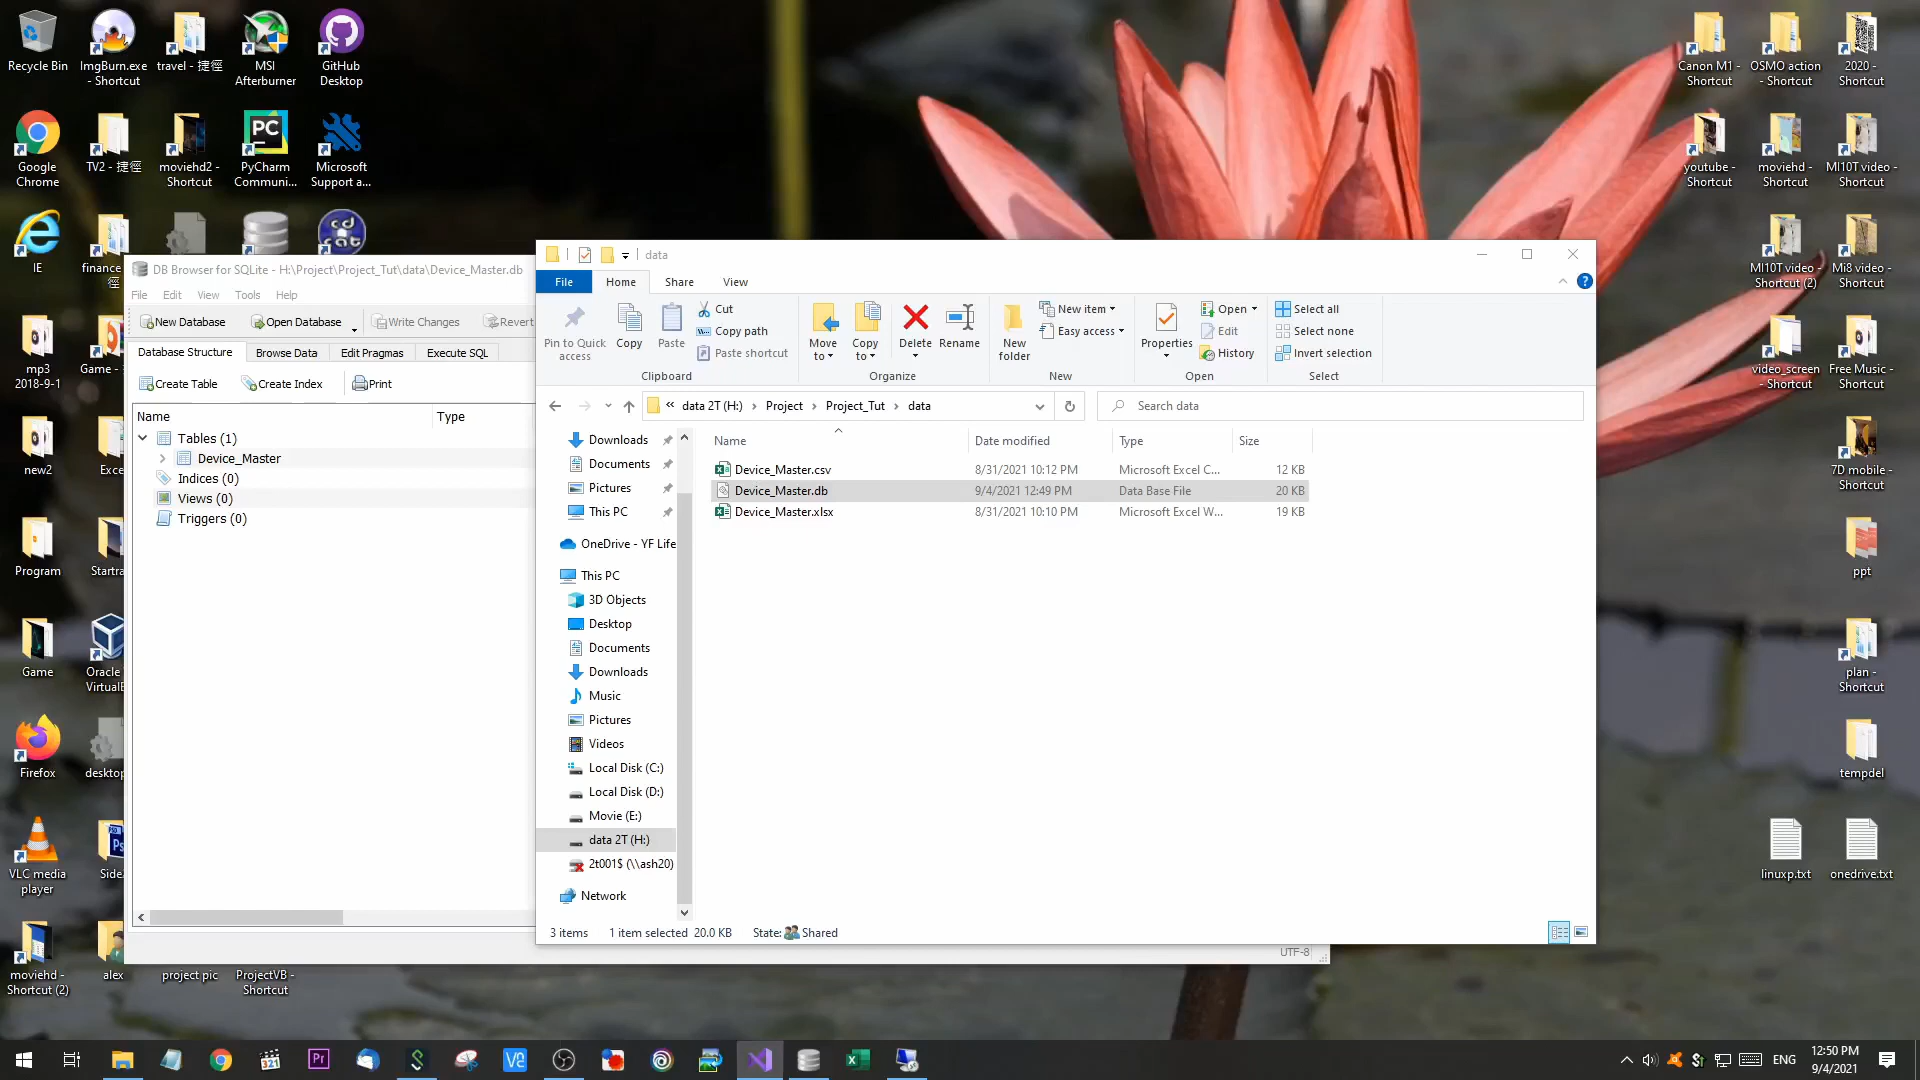 Recycle Bin
ImgBurn.exe
- Shortcut
travel - 捷徑
MSI
Afterburner
GitHub
Desktop
Canon M1 -
Shortcut
OSMO action
- Shortcut
2020 -
Shortcut
Google
Chrome
TV2 - 捷徑
moviehd2 -
Shortcut
PC
PyCharm
Communi...
Microsoft
Support a...
youtube -
Shortcut
moviehd -
Shortcut
MI10T video -
Shortcut
IE
finance
徑
cd
cat
MI10T video -
Shortcut (2)
Mi8 video -
Shortcut
mp3
2018-9-1
Game -
video_screen
- Shortcut
Free Music -
Shortcut
new2
Exce
7D mobile -
Shortcut
Program
Startra
ppt
Game
Oracle
VirtualB
plan -
Shortcut
Firefox
desktop
tempdel
VLC media
player
Side
linuxp.txt
onedrive.txt
moviehd -
Shortcut (2)
alex
project pic
ProjectVB -
Shortcut
DB Browser for SQLite - H:\Project\Project_Tut\data\Device_Master.db
File Edit View Tools Help
New Database Open Database Write Changes Revert
Database Structure Browse Data Edit Pragmas Execute SQL
Create Table Create Index Print
Name Type
Tables (1)
Device_Master
Indices (0)
Views (0)
Triggers (0)
UTF-8
data
File Home Share View
Pin to Quick
access
Copy
Paste
Cut
Copy path
Paste shortcut
Clipboard
Move
to
Copy
to
Delete
Rename
Organize
New
folder
New item
Easy access
New
Properties
Open
Edit
History
Open
Select all
Select none
Invert selection
Select
« data 2T (H:) › Project › Project_Tut › data
Search data
Downloads
Documents
Pictures
This PC
OneDrive - YF Life
This PC
3D Objects
Desktop
Documents
Downloads
Music
Pictures
Videos
Local Disk (C:)
Local Disk (D:)
Movie (E:)
data 2T (H:)
2t001$ (\\ash20)
Network
Name Date modified Type Size
Device_Master.csv 8/31/2021 10:12 PM Microsoft Excel C... 12 KB
Device_Master.db 9/4/2021 12:49 PM Data Base File 20 KB
Device_Master.xlsx 8/31/2021 10:10 PM Microsoft Excel W... 19 KB
3 items 1 item selected 20.0 KB State: Shared
321
Pr
ENG
12:50 PM
9/4/2021